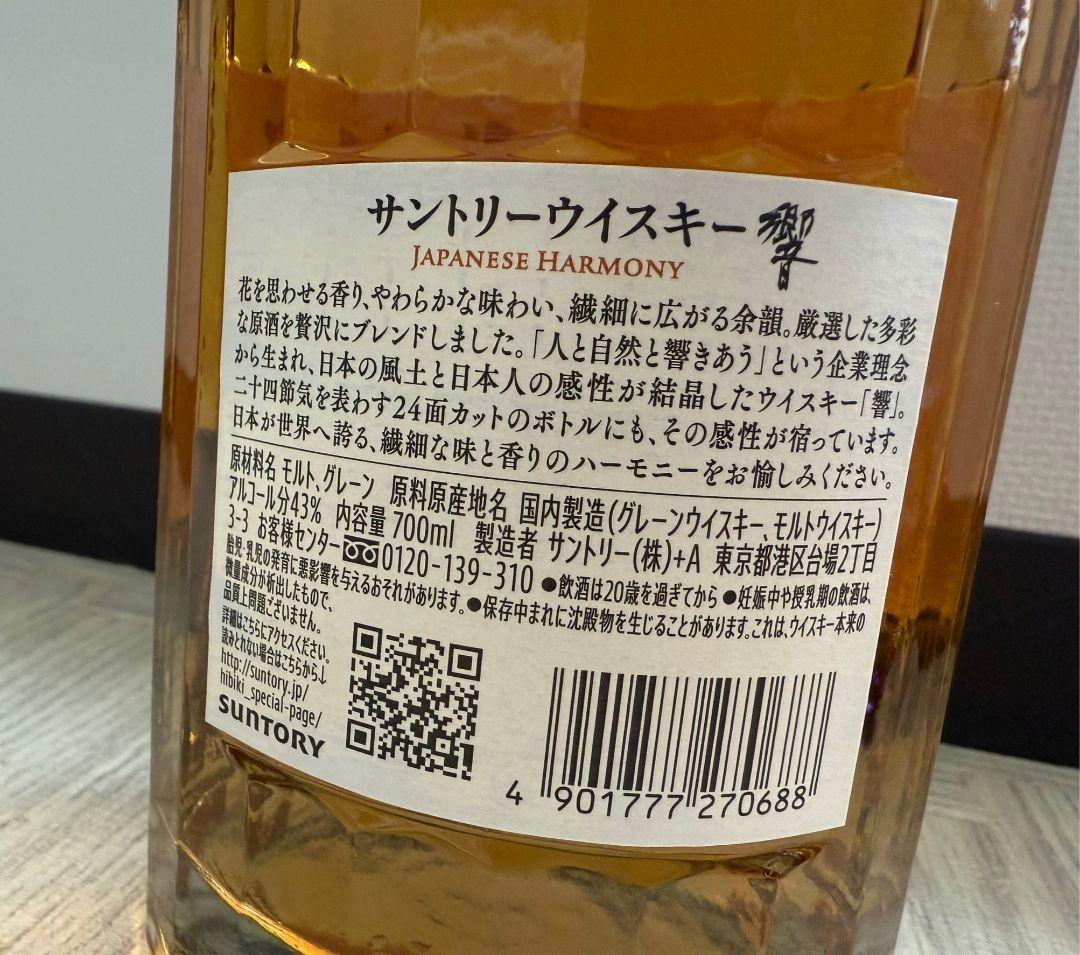 サントリーウイスキー 響
JAPANESE HARMONY
花を思わせる香り、やわらかな味わい、繊細に広がる余韻。厳選した多彩
な原酒を贅沢にブレンドしました。「人と自然と響きあう」という企業理念
から生まれ、日本の風土と日本人の感性が結晶したウイスキー「響」。
二十四節気を表わす24面カットのボトルにも、その感性が宿っています。
日本が世界へ誇る、繊細な味と香りのハーモニーをお愉しみください。
原材料名 モルト、グレーン 原料原産地名 国内製造(グレーンウイスキー、モルトウイスキー)
アルコール分43% 内容量 700ml 製造者 サントリー(株)+A 東京都港区台場2丁目
3-3 お客様センター 0120-139-310 ●飲酒は20歳を過ぎてから ●妊娠中や授乳期の飲酒は、
胎児・乳児の発育に悪影響を与えるおそれがあります。●保存中まれに沈殿物を生じることがあります。これは、ウイスキー本来の
微量成分が析出したもので、
品質上問題ございません。
詳細はこちらにアクセスください。
読みとれない場合はこちらから↓
http://suntory.jp/
hibiki_special-page/
SUNTORY
4 901777 270688